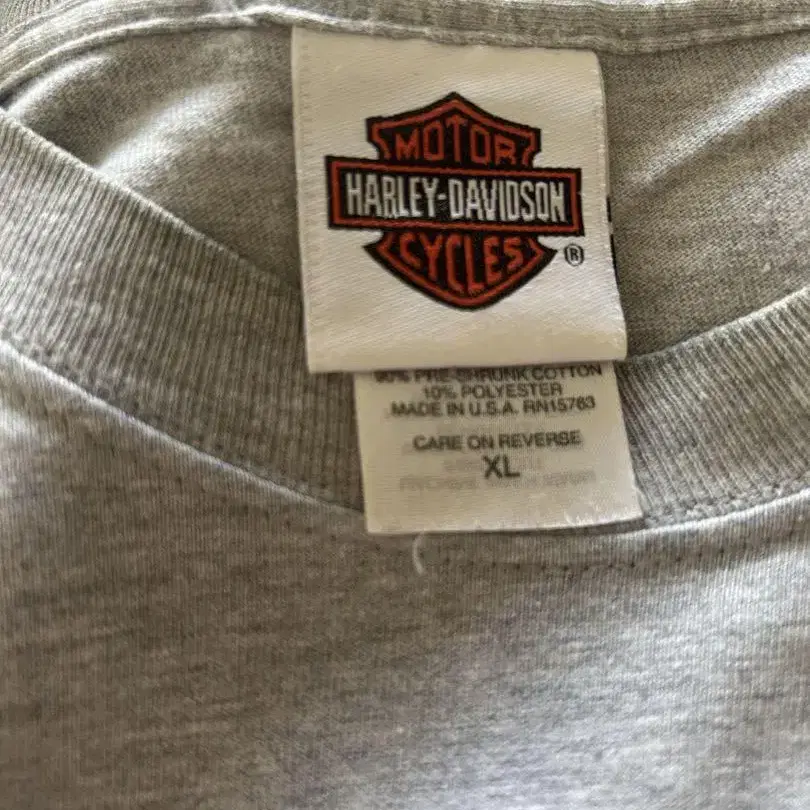 MOTOR
HARLEY-DAVIDSON
CYCLES
®
90% PRE-SHRUNK COTTON
10% POLYESTER
MADE IN U.S.A. RN15763
CARE ON REVERSE
XL